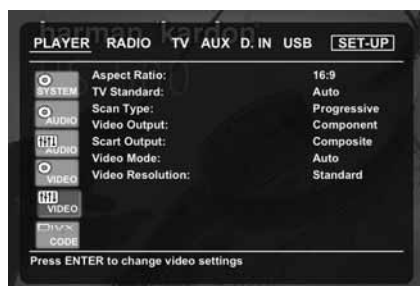 harman kardon
PLAYER RADIO TV AUX D. IN USB SET-UP
SYSTEM
AUDIO
AUDIO
VIDEO
VIDEO
DIVX
CODE
Aspect Ratio: 16:9
TV Standard: Auto
Scan Type: Progressive
Video Output: Component
Scart Output: Composite
Video Mode: Auto
Video Resolution: Standard
Press ENTER to change video settings